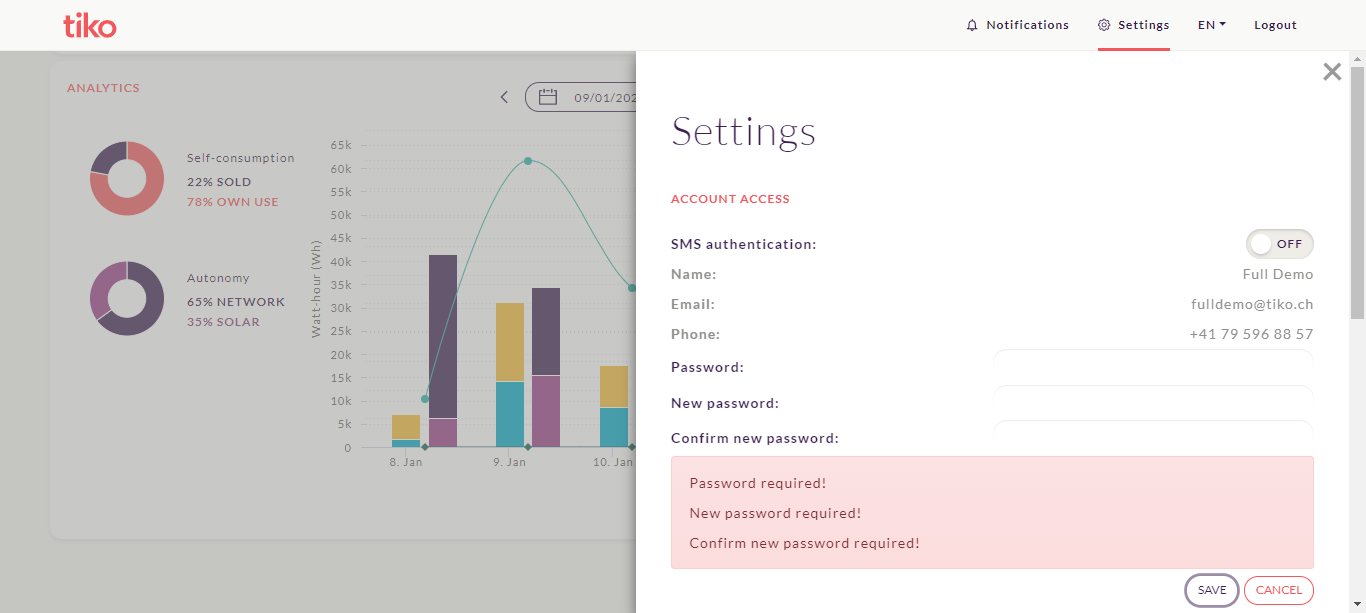 tiko
Notifications
Settings
EN
Logout
ANALYTICS
09/01/202
Self-consumption
22% SOLD
78% OWN USE
Autonomy
65% NETWORK
35% SOLAR
Watt-hour (Wh)
65k
60k
55k
50k
45k
40k
35k
30k
25k
20k
15k
10k
5k
0
8. Jan
9. Jan
10. Jan
Settings
ACCOUNT ACCESS
SMS authentication: OFF
Name: Full Demo
Email: fulldemo@tiko.ch
Phone: +41 79 596 88 57
Password:
New password:
Confirm new password:
Password required!
New password required!
Confirm new password required!
SAVE CANCEL